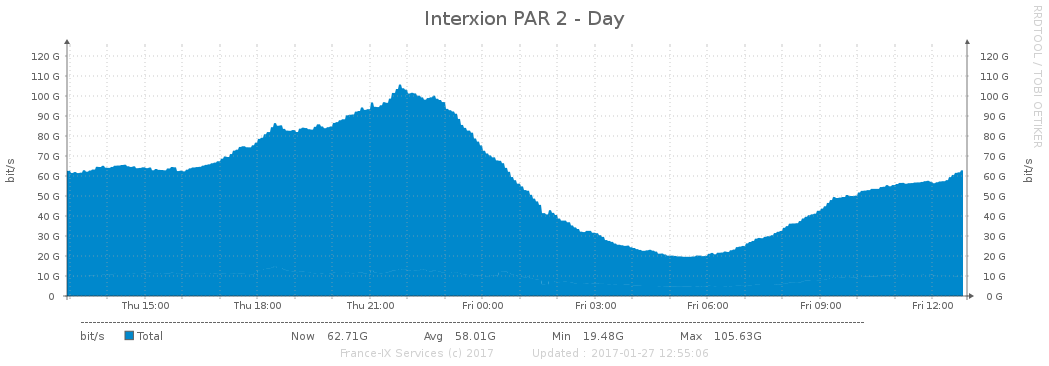 Interxion PAR 2 - Day
RRDTOOL / TOBI OETIKER
120 G 120 G
110 G 110 G
100 G 100 G
90 G 90 G
80 G 80 G
70 G 70 G
60 G 60 G
50 G 50 G
40 G 40 G
30 G 30 G
20 G 20 G
10 G 10 G
0 0 G
bit/s
bit/s
Thu 15:00 Thu 18:00 Thu 21:00 Fri 00:00 Fri 03:00 Fri 06:00 Fri 09:00 Fri 12:00
bit/s Total Now 62.71G Avg 58.01G Min 19.48G Max 105.63G
France-IX Services (c) 2017 Updated : 2017-01-27 12:55:06